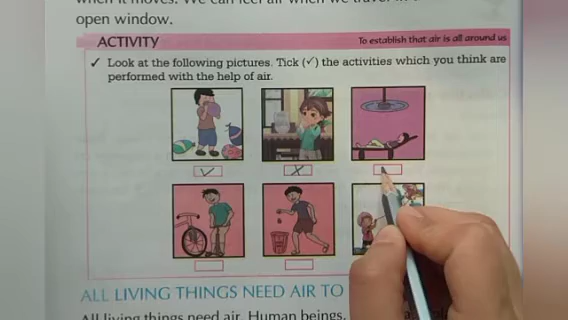 when it moves. We can feel air when we travel in
open window.
ACTIVITY
To establish that air is all around us
✓ Look at the following pictures. Tick (✓) the activities which you think are
performed with the help of air.
✓ X
ALL LIVING THINGS NEED AIR TO
All living things need air. Human beings,